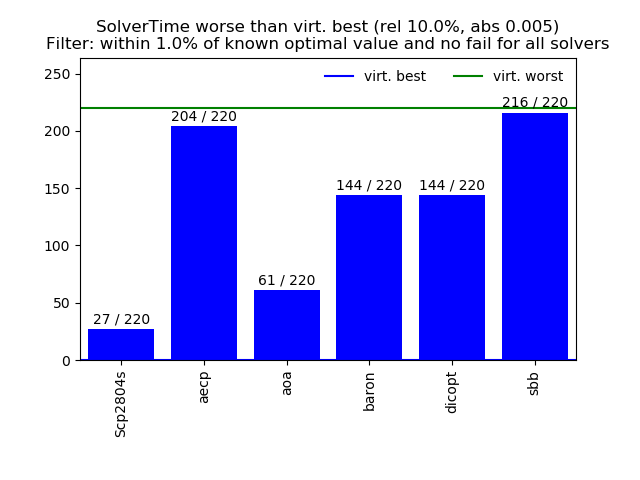 SolverTime worse than virt. best (rel 10.0%, abs 0.005)
Filter: within 1.0% of known optimal value and no fail for all solvers
250
virt. best
virt. worst
216 / 220
204 / 220
200
144 / 220
144 / 220
150
100
61 / 220
50
27 / 220
0
Scp2804s
aecp
aoa
baron
dicopt
sbb